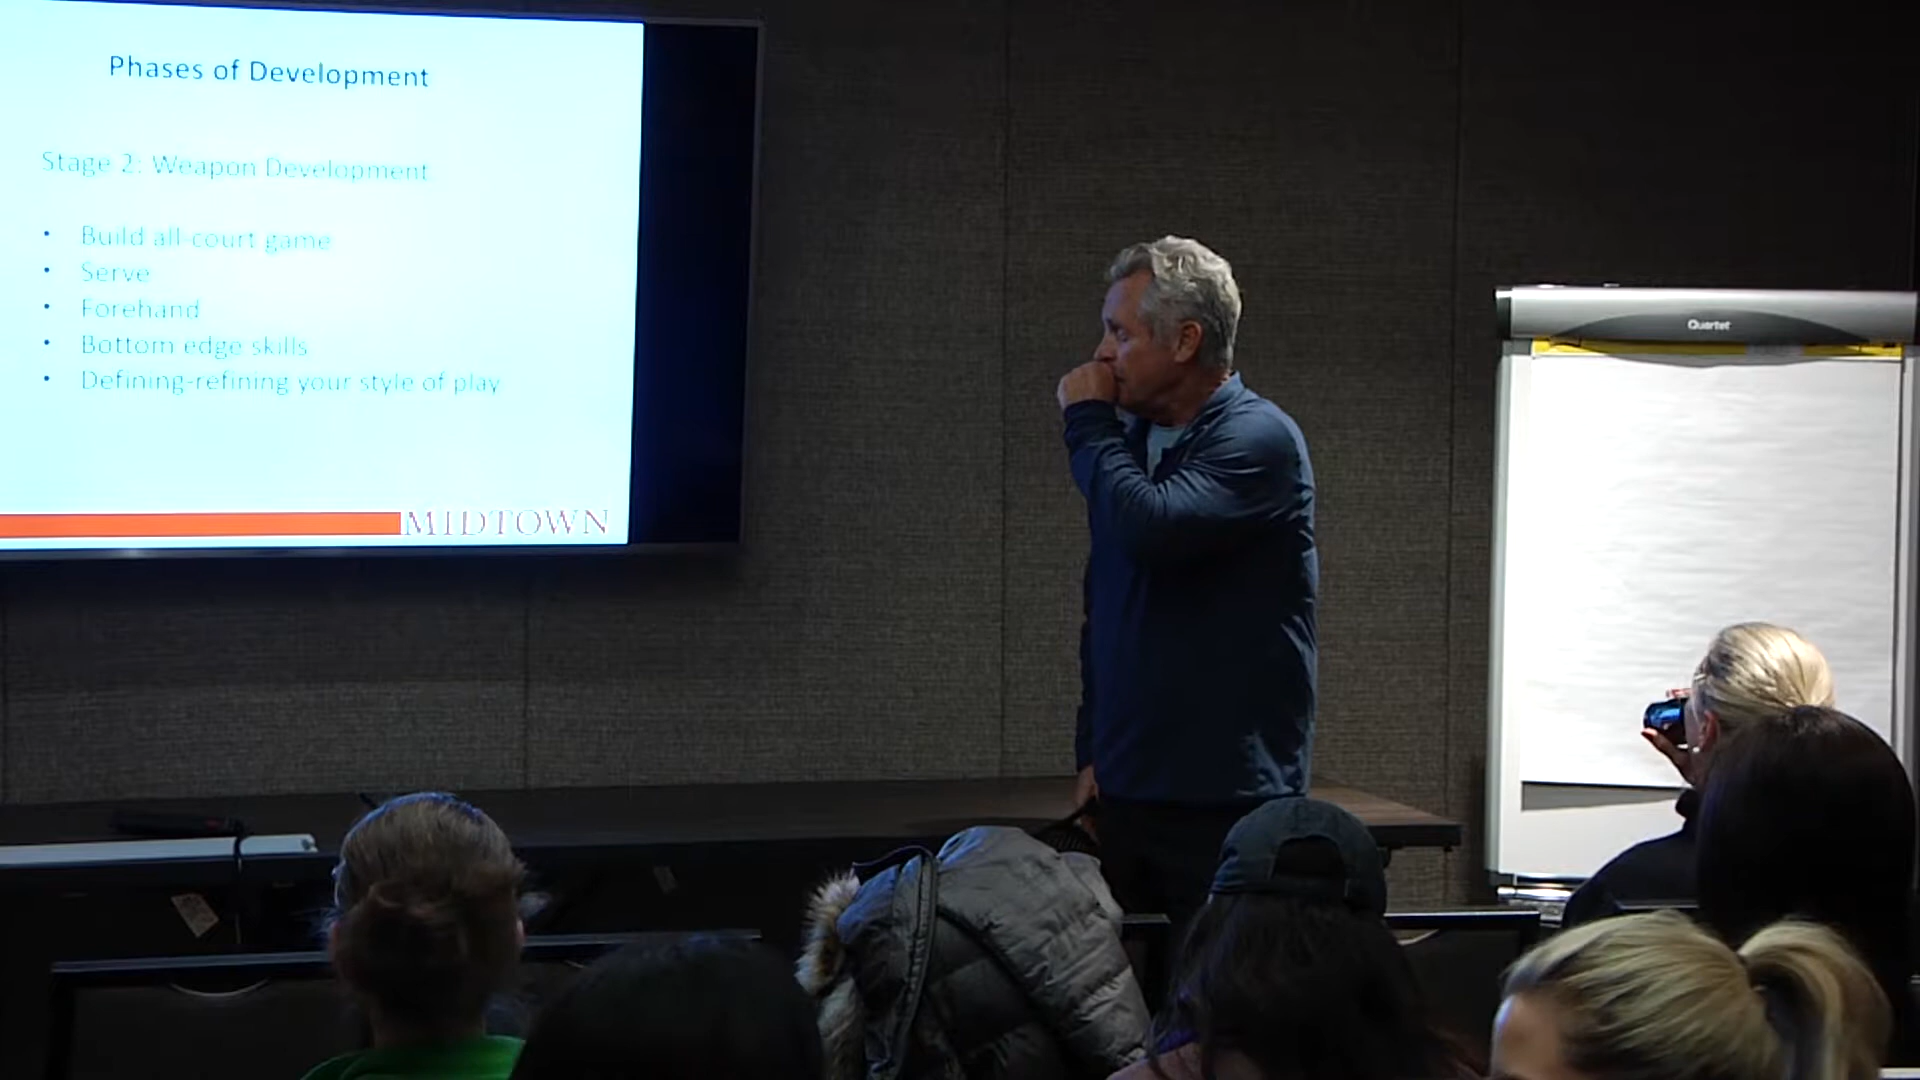 Phases of Development
Stage 2: Weapon Development
• Build all-court game
• Serve
• Forehand
• Bottom edge skills
• Defining-refining your style of play
MIDTOWN
Quartet